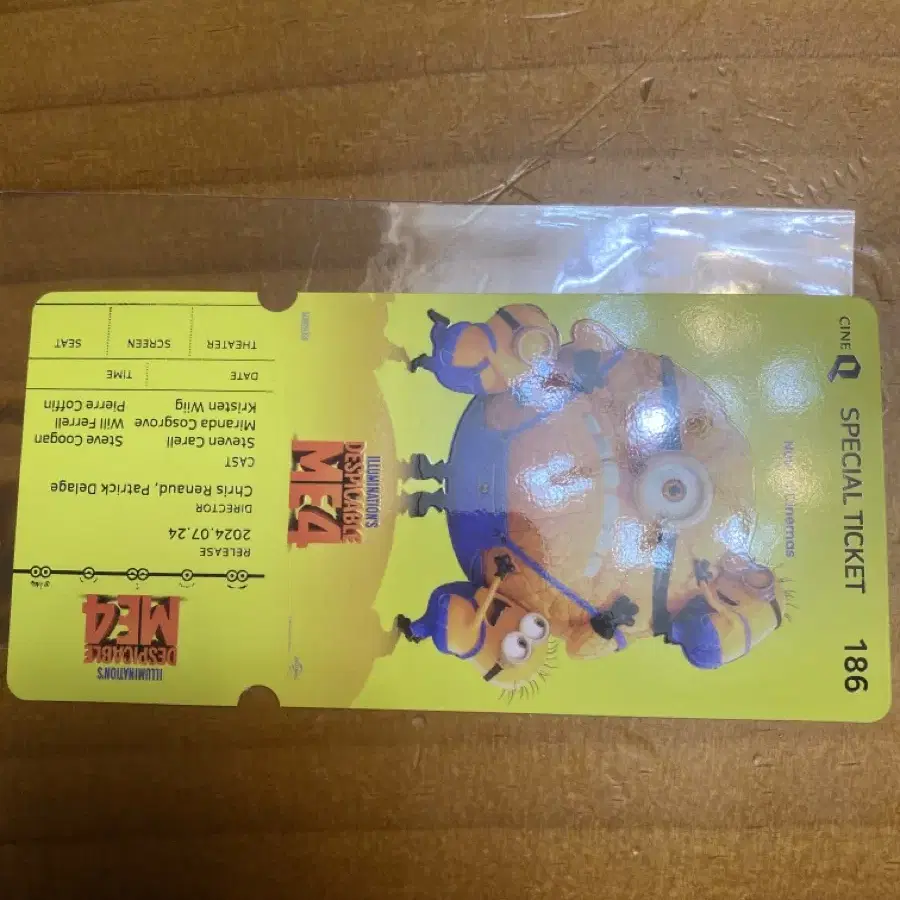 CINE Q
SPECIAL TICKET
186
ILLUMINATION'S
DESPICABLE
ME4
ILLUMINATION'S
DESPICABLE
ME4
RELEASE
2024.07.24
DIRECTOR
Chris Renaud, Patrick Delage
CAST
Steven Carell Steve Coogan
Miranda Cosgrove Will Ferrell
Kristen Wiig Pierre Coffin
DATE TIME
THEATER SCREEN SEAT